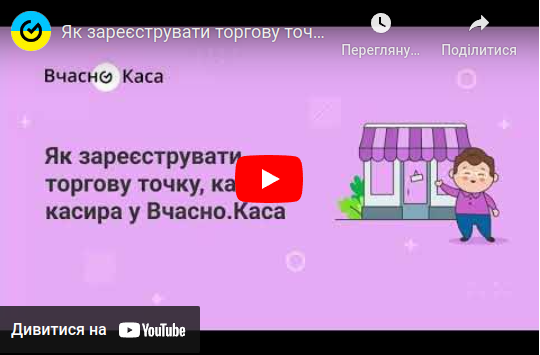 Як зареєструвати торгову точ...
Перегляну...
Поділитися
Вчасно Каса
Як зареєструвати
торгову точку, ка
касира у Вчасно.Каса
Дивитися на YouTube